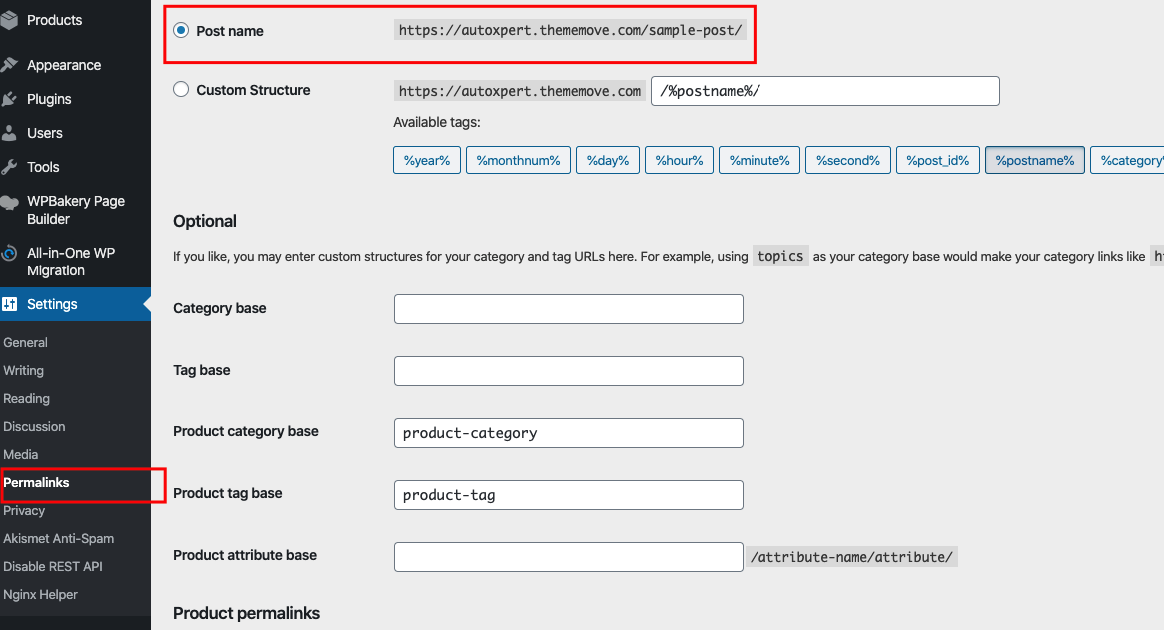 Products
Appearance
Plugins
Users
Tools
WPBakery Page
Builder
All-in-One WP
Migration
Settings
General
Writing
Reading
Discussion
Media
Permalinks
Privacy
Akismet Anti-Spam
Disable REST API
Nginx Helper
Post name https://autoxpert.thememove.com/sample-post/
Custom Structure https://autoxpert.thememove.com /%postname%/
Available tags:
%year% %monthnum% %day% %hour% %minute% %second% %post_id% %postname% %category%
Optional
If you like, you may enter custom structures for your category and tag URLs here. For example, using topics as your category base would make your category links like
Category base
Tag base
Product category base product-category
Product tag base product-tag
Product attribute base /attribute-name/attribute/
Product permalinks